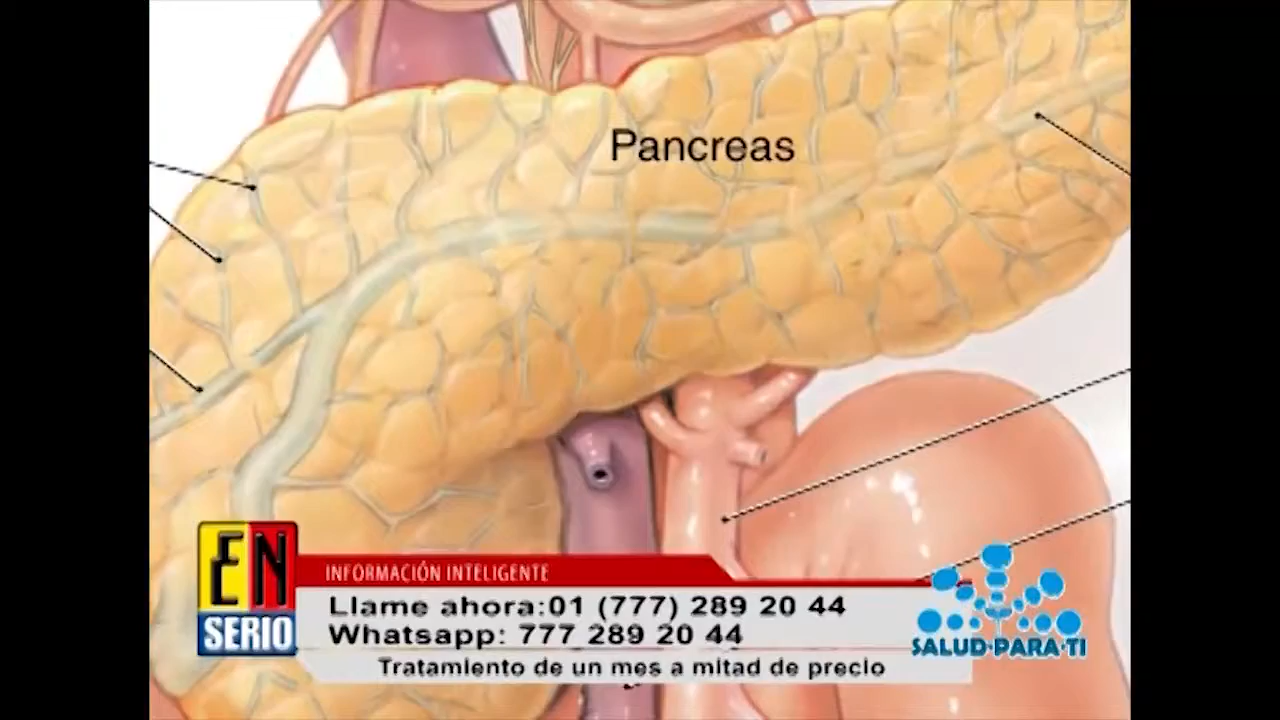 Pancreas
EN
SERIO
INFORMACIÓN INTELIGENTE
Llame ahora:01 (777) 289 20 44
Whatsapp: 777 289 20 44
Tratamiento de un mes a mitad de precio
SALUD·PARA·TI